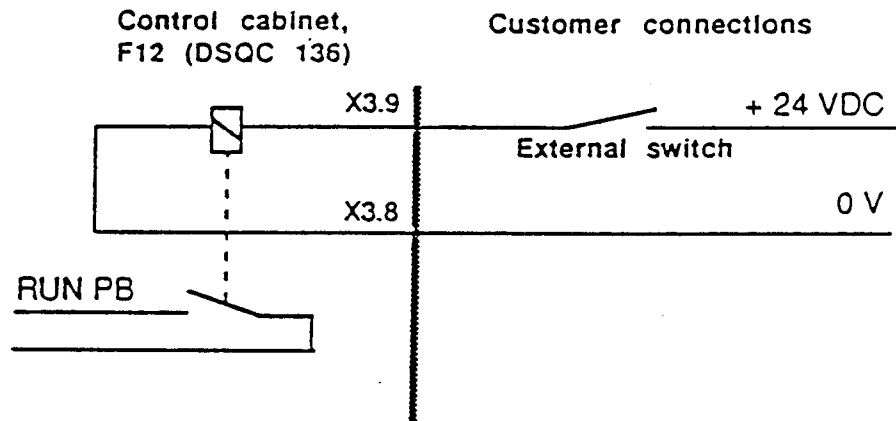 Control cabinet,
F12 (DSQC 136)
Customer connections
X3.9
+ 24 VDC
External switch
X3.8
0 V
RUN PB